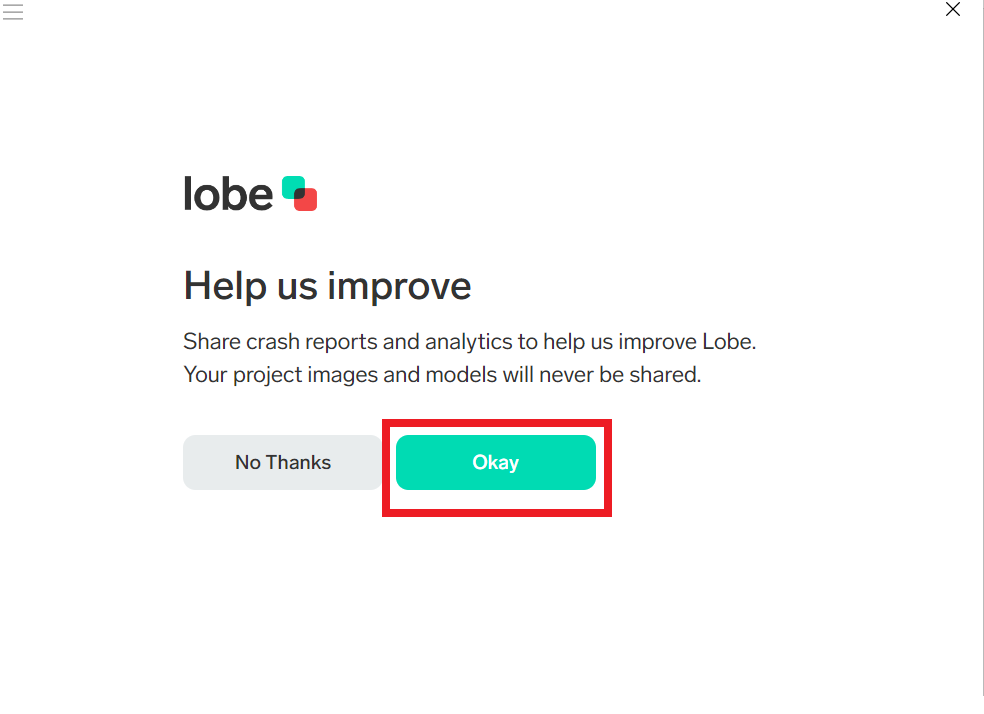 lobe
Help us improve
Share crash reports and analytics to help us improve Lobe.
Your project images and models will never be shared.
No Thanks
Okay